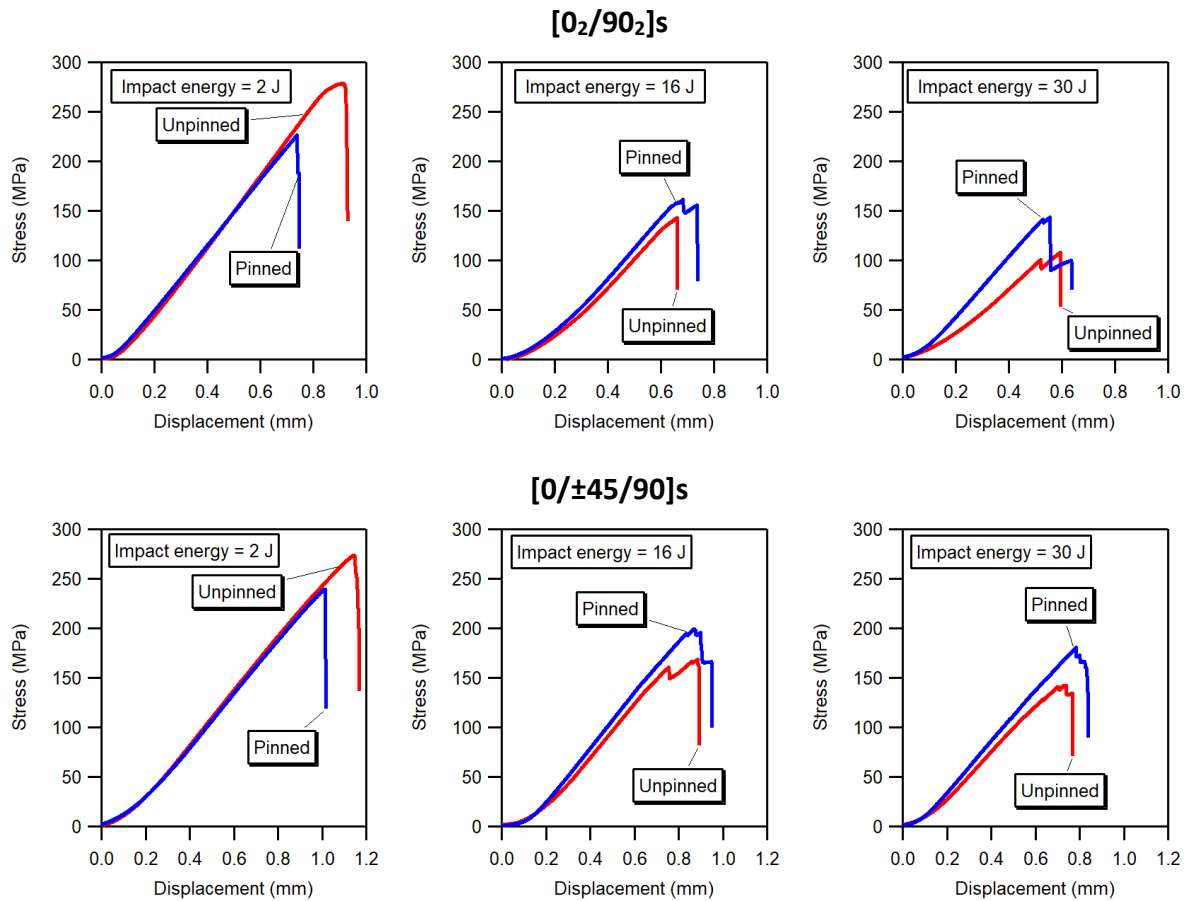 [0₂/90₂]s
Stress (MPa)
300
250
200
150
100
50
0
Impact energy = 2 J
Unpinned
Pinned
0.0 0.2 0.4 0.6 0.8 1.0
Displacement (mm)
Stress (MPa)
300
250
200
150
100
50
0
Impact energy = 16 J
Pinned
Unpinned
0.0 0.2 0.4 0.6 0.8 1.0
Displacement (mm)
Stress (MPa)
300
250
200
150
100
50
0
Impact energy = 30 J
Pinned
Unpinned
0.0 0.2 0.4 0.6 0.8 1.0
Displacement (mm)
[0/±45/90]s
Stress (MPa)
300
250
200
150
100
50
0
Impact energy = 2 J
Unpinned
Pinned
0.0 0.2 0.4 0.6 0.8 1.0 1.2
Displacement (mm)
Stress (MPa)
300
250
200
150
100
50
0
Impact energy = 16 J
Pinned
Unpinned
0.0 0.2 0.4 0.6 0.8 1.0 1.2
Displacement (mm)
Stress (MPa)
300
250
200
150
100
50
0
Impact energy = 30 J
Pinned
Unpinned
0.0 0.2 0.4 0.6 0.8 1.0 1.2
Displacement (mm)